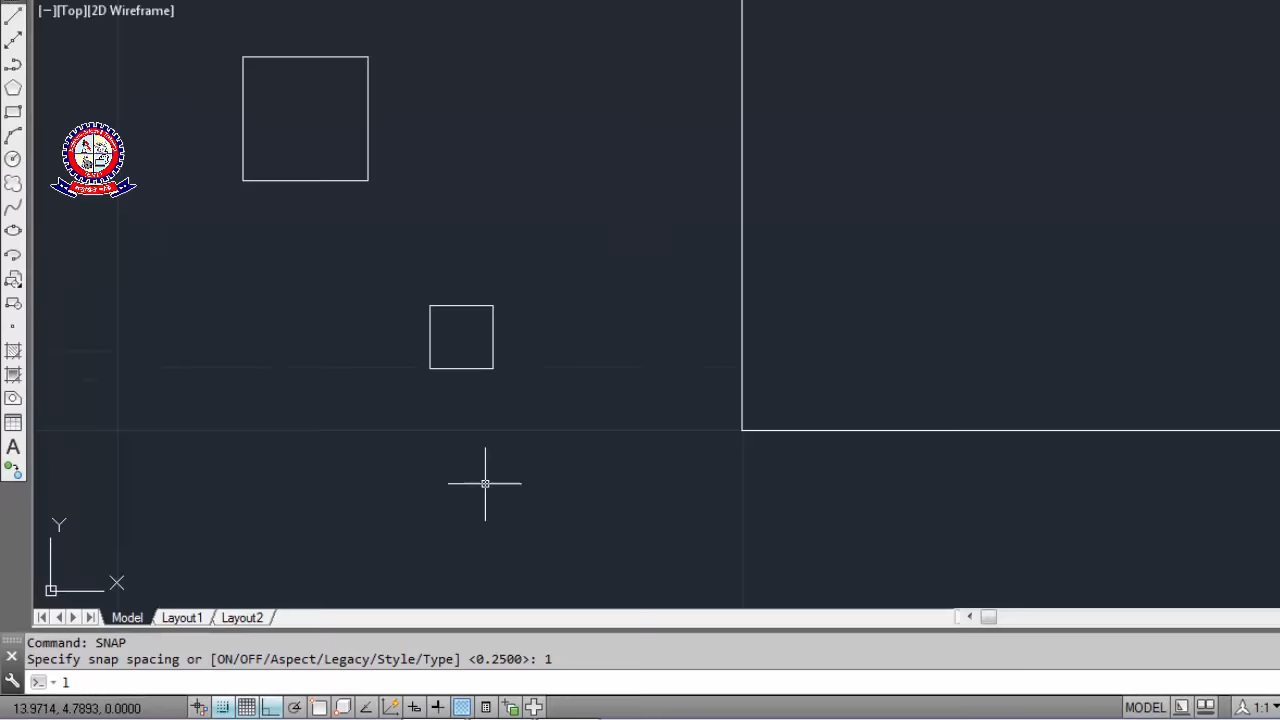 [−][Top][2D Wireframe]
A
Y
X
Model Layout1 Layout2
Command: SNAP
Specify snap spacing or [ON/OFF/Aspect/Legacy/Style/Type] <0.2500>: 1
l
13.9714, 4.7893, 0.0000 MODEL 1:1